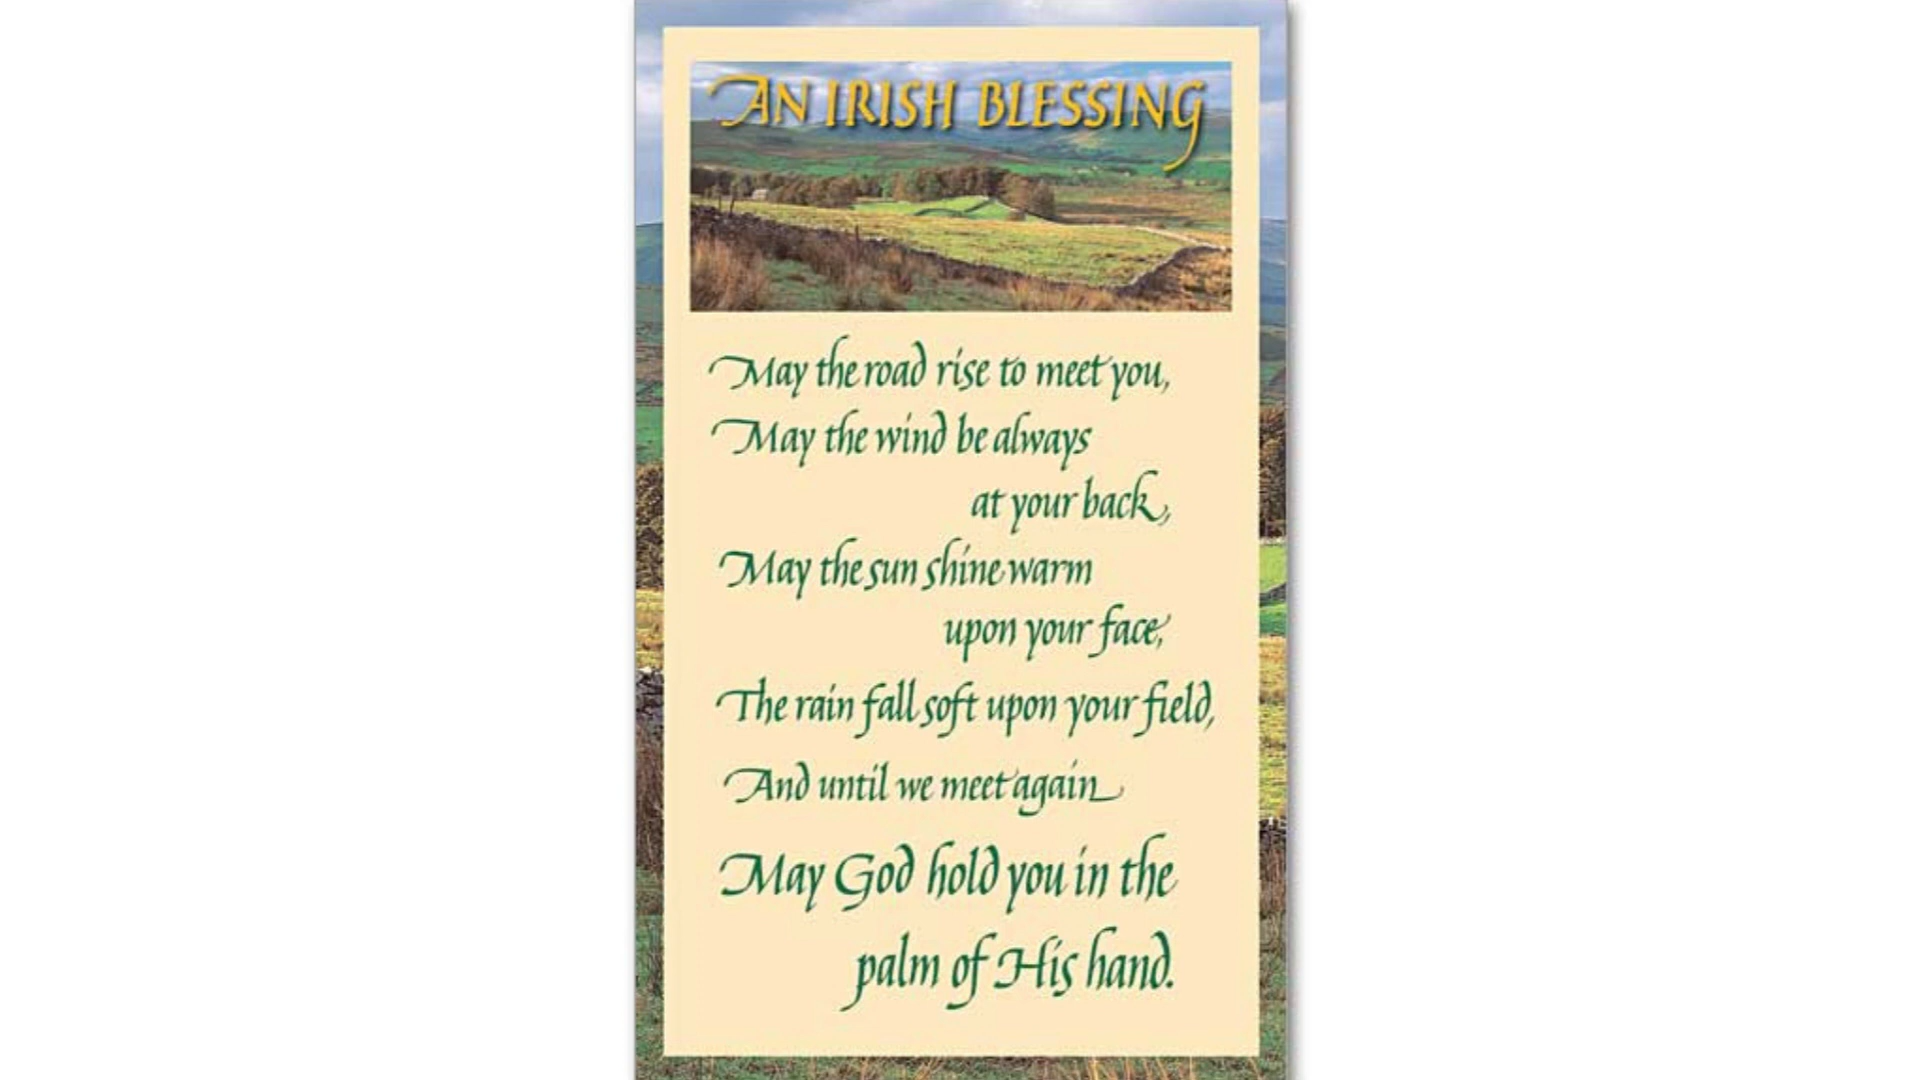 AN IRISH BLESSING
May the road rise to meet you,
May the wind be always
at your back,
May the sun shine warm
upon your face,
The rain fall soft upon your field,
And until we meet again
May God hold you in the
palm of His hand.